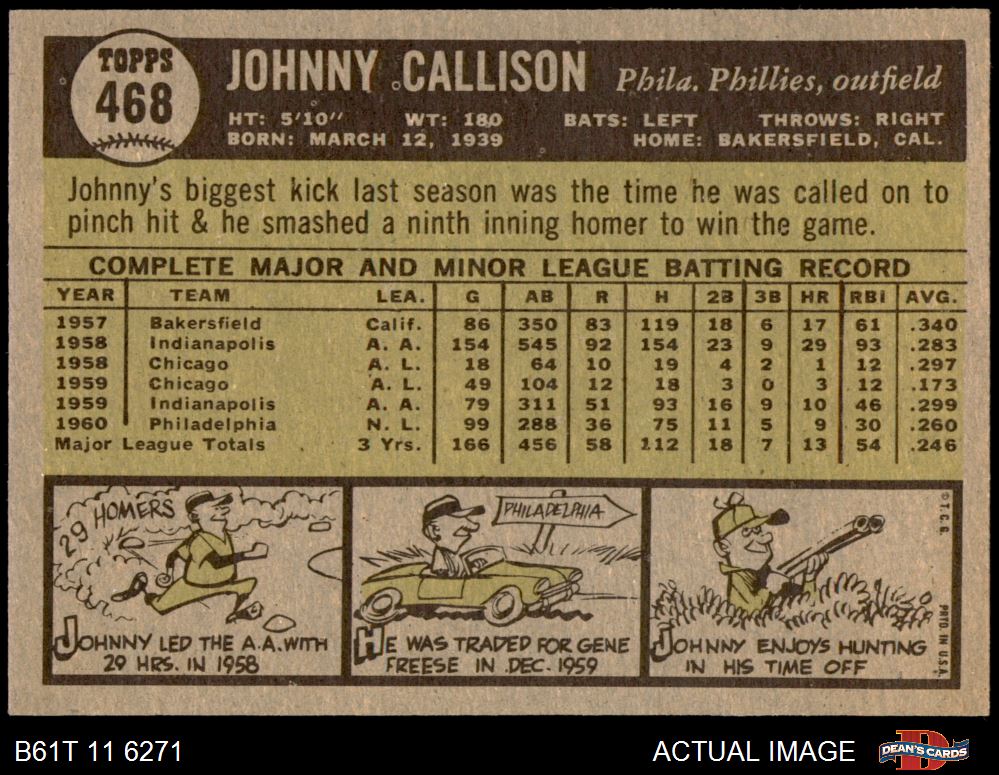 TOPPS
468
JOHNNY CALLISON Phila. Phillies, outfield
HT: 5'10" WT: 180 BATS: LEFT THROWS: RIGHT
BORN: MARCH 12, 1939 HOME: BAKERSFIELD, CAL.
Johnny's biggest kick last season was the time he was called on to
pinch hit & he smashed a ninth inning homer to win the game.
COMPLETE MAJOR AND MINOR LEAGUE BATTING RECORD
YEAR TEAM LEA. G AB R H 2B 3B HR RBI AVG.
1957 Bakersfield Calif. 86 350 83 119 18 6 17 61 .340
1958 Indianapolis A. A. 154 545 92 154 23 9 29 93 .283
1958 Chicago A. L. 18 64 10 19 4 2 1 12 .297
1959 Chicago A. L. 49 104 12 18 3 0 3 12 .173
1959 Indianapolis A. A. 79 311 51 93 16 9 10 46 .299
1960 Philadelphia N. L. 99 288 36 75 11 5 9 30 .260
Major League Totals 3 Yrs. 166 456 58 112 18 7 13 54 .246
29 HOMERS
JOHNNY LED THE A.A. WITH
29 HRS. IN 1958
PHILADELPHIA
HE WAS TRADED FOR GENE
FREESE IN DEC. 1959
JOHNNY ENJOYS HUNTING
IN HIS TIME OFF
© T.C.G. PRTD IN U.S.A.
B61T 11 6271 ACTUAL IMAGE
D
DEAN'S CARDS